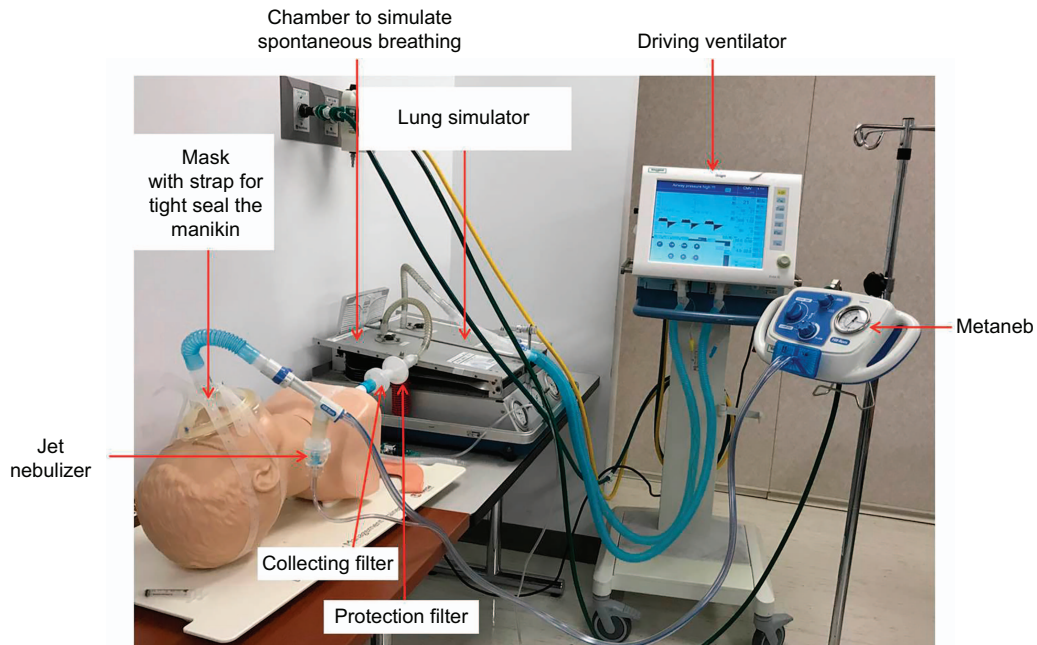 Chamber to simulate
spontaneous breathing
Driving ventilator
Lung simulator
Mask
with strap for
tight seal the
manikin
Metaneb
Jet
nebulizer
Collecting filter
Protection filter